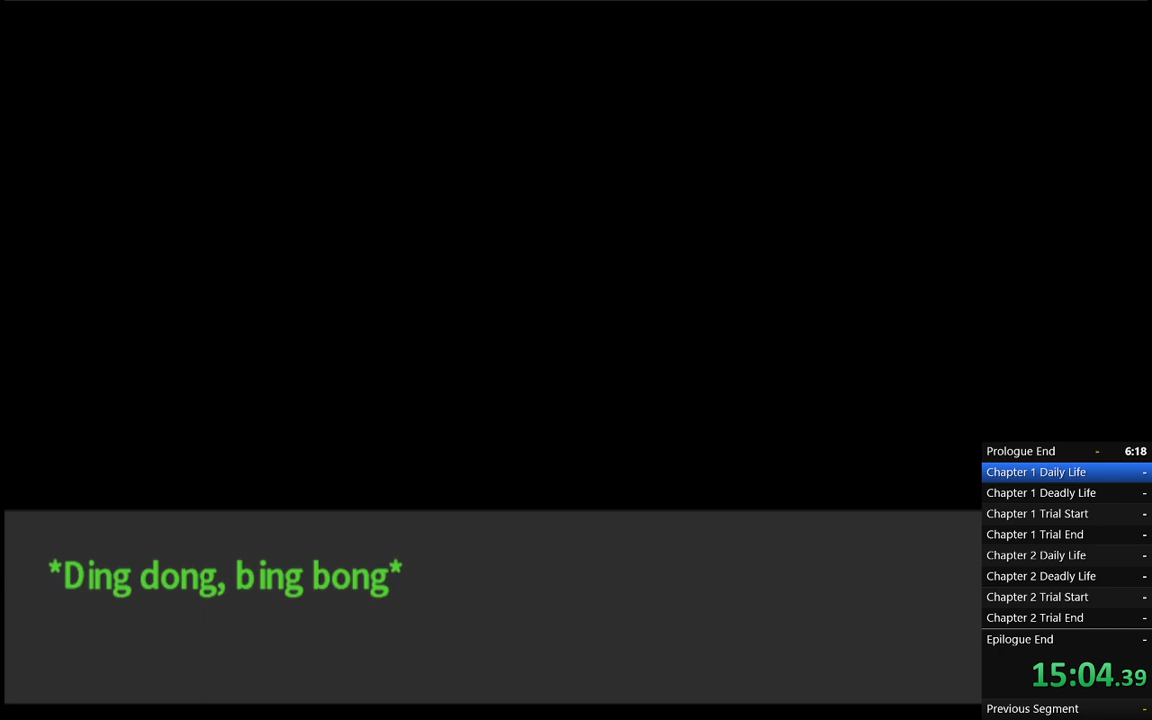 *Ding dong, bing bong*
Prologue End - 6:18
Chapter 1 Daily Life -
Chapter 1 Deadly Life -
Chapter 1 Trial Start -
Chapter 1 Trial End -
Chapter 2 Daily Life -
Chapter 2 Deadly Life -
Chapter 2 Trial Start -
Chapter 2 Trial End -
Epilogue End -
15:04.39
Previous Segment -